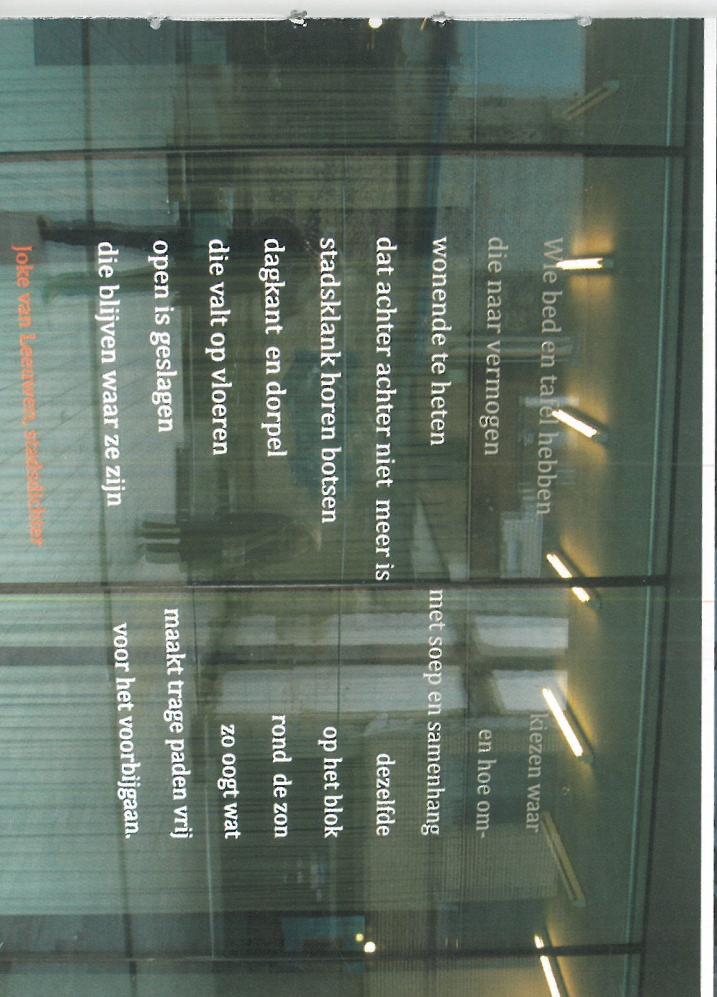 Wie bed en tafel hebben kiezen waar
die naar vermogen en hoe om-
wonende te heten met soep en samenhang
dat achter achter niet meer is dezelfde
stadsklank horen botsen op het blok
dagkant en dorpel rond de zon
die valt op vloeren zo oogt wat
open is geslagen maakt trage paden vrij
die blijven waar ze zijn voor het voorbijgaan.
Joke van Leeuwen, stadsdichter